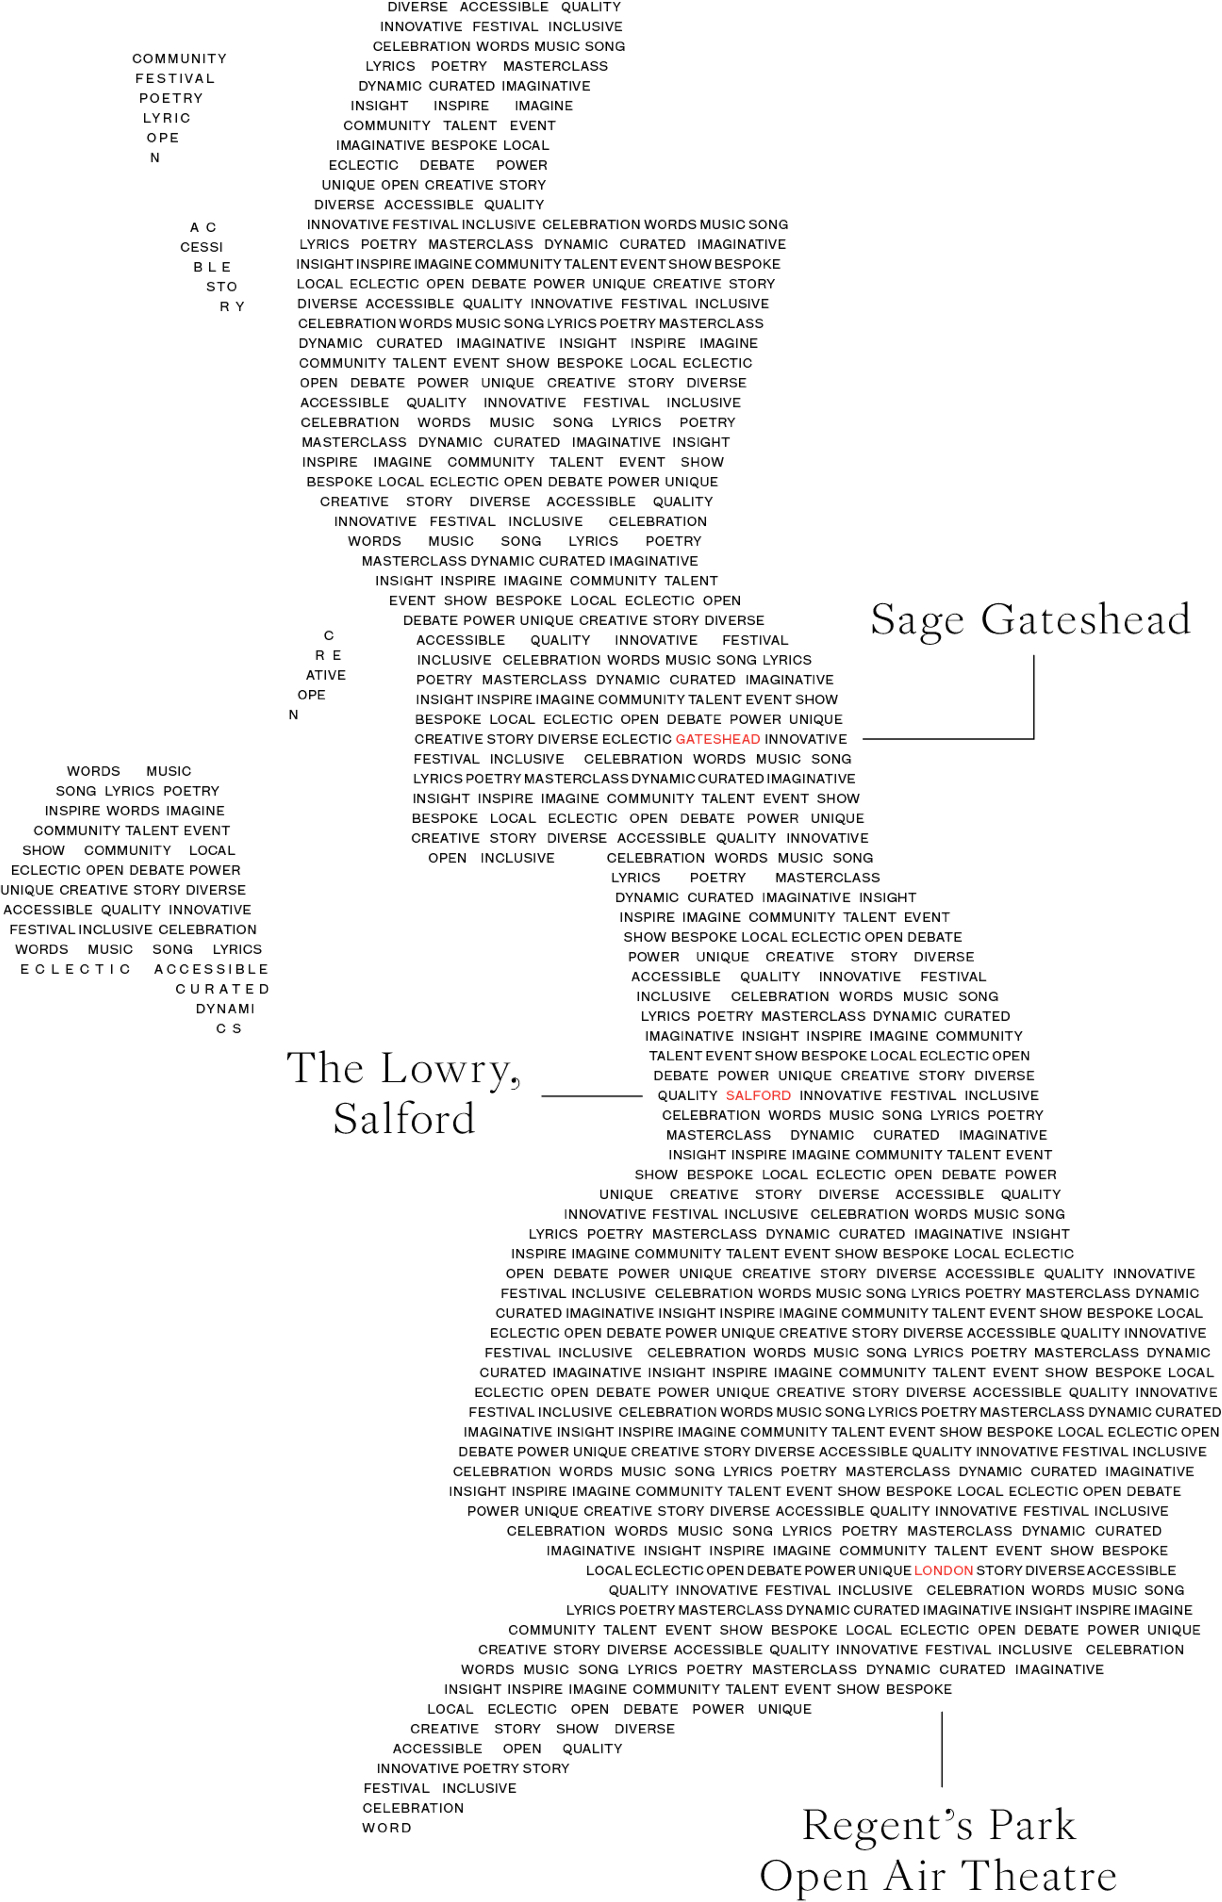 DIVERSE ACCESSIBLE QUALITY
INNOVATIVE FESTIVAL INCLUSIVE
CELEBRATION WORDS MUSIC SONG
LYRICS POETRY MASTERCLASS
DYNAMIC CURATED IMAGINATIVE
INSIGHT INSPIRE IMAGINE
COMMUNITY TALENT EVENT
IMAGINATIVE BESPOKE LOCAL
ECLECTIC DEBATE POWER
UNIQUE OPEN CREATIVE STORY
DIVERSE ACCESSIBLE QUALITY
INNOVATIVE FESTIVAL INCLUSIVE CELEBRATION WORDS MUSIC SONG
LYRICS POETRY MASTERCLASS DYNAMIC CURATED IMAGINATIVE
INSIGHT INSPIRE IMAGINE COMMUNITY TALENT EVENT SHOW BESPOKE
LOCAL ECLECTIC OPEN DEBATE POWER UNIQUE CREATIVE STORY
DIVERSE ACCESSIBLE QUALITY INNOVATIVE FESTIVAL INCLUSIVE
CELEBRATION WORDS MUSIC SONG LYRICS POETRY MASTERCLASS
DYNAMIC CURATED IMAGINATIVE INSIGHT INSPIRE IMAGINE
COMMUNITY TALENT EVENT SHOW BESPOKE LOCAL ECLECTIC
OPEN DEBATE POWER UNIQUE CREATIVE STORY DIVERSE
ACCESSIBLE QUALITY INNOVATIVE FESTIVAL INCLUSIVE
CELEBRATION WORDS MUSIC SONG LYRICS POETRY
MASTERCLASS DYNAMIC CURATED IMAGINATIVE INSIGHT
INSPIRE IMAGINE COMMUNITY TALENT EVENT SHOW
BESPOKE LOCAL ECLECTIC OPEN DEBATE POWER UNIQUE
CREATIVE STORY DIVERSE ACCESSIBLE QUALITY
INNOVATIVE FESTIVAL INCLUSIVE CELEBRATION
WORDS MUSIC SONG LYRICS POETRY
MASTERCLASS DYNAMIC CURATED IMAGINATIVE
INSIGHT INSPIRE IMAGINE COMMUNITY TALENT
EVENT SHOW BESPOKE LOCAL ECLECTIC OPEN
DEBATE POWER UNIQUE CREATIVE STORY DIVERSE
ACCESSIBLE QUALITY INNOVATIVE FESTIVAL
INCLUSIVE CELEBRATION WORDS MUSIC SONG LYRICS
POETRY MASTERCLASS DYNAMIC CURATED IMAGINATIVE
INSIGHT INSPIRE IMAGINE COMMUNITY TALENT EVENT SHOW
BESPOKE LOCAL ECLECTIC OPEN DEBATE POWER UNIQUE
CREATIVE STORY DIVERSE ECLECTIC GATESHEAD INNOVATIVE
FESTIVAL INCLUSIVE CELEBRATION WORDS MUSIC SONG
LYRICS POETRY MASTERCLASS DYNAMIC CURATED IMAGINATIVE
INSIGHT INSPIRE IMAGINE COMMUNITY TALENT EVENT SHOW
BESPOKE LOCAL ECLECTIC OPEN DEBATE POWER UNIQUE
CREATIVE STORY DIVERSE ACCESSIBLE QUALITY INNOVATIVE
OPEN INCLUSIVE CELEBRATION WORDS MUSIC SONG
LYRICS POETRY MASTERCLASS
DYNAMIC CURATED IMAGINATIVE INSIGHT
INSPIRE IMAGINE COMMUNITY TALENT EVENT
SHOW BESPOKE LOCAL ECLECTIC OPEN DEBATE
POWER UNIQUE CREATIVE STORY DIVERSE
ACCESSIBLE QUALITY INNOVATIVE FESTIVAL
INCLUSIVE CELEBRATION WORDS MUSIC SONG
LYRICS POETRY MASTERCLASS DYNAMIC CURATED
IMAGINATIVE INSIGHT INSPIRE IMAGINE COMMUNITY
TALENT EVENT SHOW BESPOKE LOCAL ECLECTIC OPEN
DEBATE POWER UNIQUE CREATIVE STORY DIVERSE
QUALITY SALFORD INNOVATIVE FESTIVAL INCLUSIVE
CELEBRATION WORDS MUSIC SONG LYRICS POETRY
MASTERCLASS DYNAMIC CURATED IMAGINATIVE
INSIGHT INSPIRE IMAGINE COMMUNITY TALENT EVENT
SHOW BESPOKE LOCAL ECLECTIC OPEN DEBATE POWER
UNIQUE CREATIVE STORY DIVERSE ACCESSIBLE QUALITY
INNOVATIVE FESTIVAL INCLUSIVE CELEBRATION WORDS MUSIC SONG
LYRICS POETRY MASTERCLASS DYNAMIC CURATED IMAGINATIVE INSIGHT
INSPIRE IMAGINE COMMUNITY TALENT EVENT SHOW BESPOKE LOCAL ECLECTIC
OPEN DEBATE POWER UNIQUE CREATIVE STORY DIVERSE ACCESSIBLE QUALITY INNOVATIVE
FESTIVAL INCLUSIVE CELEBRATION WORDS MUSIC SONG LYRICS POETRY MASTERCLASS DYNAMIC
CURATED IMAGINATIVE INSIGHT INSPIRE IMAGINE COMMUNITY TALENT EVENT SHOW BESPOKE LOCAL
ECLECTIC OPEN DEBATE POWER UNIQUE CREATIVE STORY DIVERSE ACCESSIBLE QUALITY INNOVATIVE
FESTIVAL INCLUSIVE CELEBRATION WORDS MUSIC SONG LYRICS POETRY MASTERCLASS DYNAMIC
CURATED IMAGINATIVE INSIGHT INSPIRE IMAGINE COMMUNITY TALENT EVENT SHOW BESPOKE LOCAL
ECLECTIC OPEN DEBATE POWER UNIQUE CREATIVE STORY DIVERSE ACCESSIBLE QUALITY INNOVATIVE
FESTIVAL INCLUSIVE CELEBRATION WORDS MUSIC SONG LYRICS POETRY MASTERCLASS DYNAMIC CURATED
IMAGINATIVE INSIGHT INSPIRE IMAGINE COMMUNITY TALENT EVENT SHOW BESPOKE LOCAL ECLECTIC OPEN
DEBATE POWER UNIQUE CREATIVE STORY DIVERSE ACCESSIBLE QUALITY INNOVATIVE FESTIVAL INCLUSIVE
CELEBRATION WORDS MUSIC SONG LYRICS POETRY MASTERCLASS DYNAMIC CURATED IMAGINATIVE
INSIGHT INSPIRE IMAGINE COMMUNITY TALENT EVENT SHOW BESPOKE LOCAL ECLECTIC OPEN DEBATE
POWER UNIQUE CREATIVE STORY DIVERSE ACCESSIBLE QUALITY INNOVATIVE FESTIVAL INCLUSIVE
CELEBRATION WORDS MUSIC SONG LYRICS POETRY MASTERCLASS DYNAMIC CURATED
IMAGINATIVE INSIGHT INSPIRE IMAGINE COMMUNITY TALENT EVENT SHOW BESPOKE
LOCAL ECLECTIC OPEN DEBATE POWER UNIQUE LONDON STORY DIVERSE ACCESSIBLE
QUALITY INNOVATIVE FESTIVAL INCLUSIVE CELEBRATION WORDS MUSIC SONG
LYRICS POETRY MASTERCLASS DYNAMIC CURATED IMAGINATIVE INSIGHT INSPIRE IMAGINE
COMMUNITY TALENT EVENT SHOW BESPOKE LOCAL ECLECTIC OPEN DEBATE POWER UNIQUE
CREATIVE STORY DIVERSE ACCESSIBLE QUALITY INNOVATIVE FESTIVAL INCLUSIVE CELEBRATION
WORDS MUSIC SONG LYRICS POETRY MASTERCLASS DYNAMIC CURATED IMAGINATIVE
INSIGHT INSPIRE IMAGINE COMMUNITY TALENT EVENT SHOW BESPOKE
LOCAL ECLECTIC OPEN DEBATE POWER UNIQUE
CREATIVE STORY SHOW DIVERSE
ACCESSIBLE OPEN QUALITY
INNOVATIVE POETRY STORY
FESTIVAL INCLUSIVE
CELEBRATION
WORD
COMMUNITY
FESTIVAL
POETRY
LYRIC
OPE
N
A C
CESSI
B L E
STO
R Y
C
R E
ATIVE
OPE
N
WORDS MUSIC
SONG LYRICS POETRY
INSPIRE WORDS IMAGINE
COMMUNITY TALENT EVENT
SHOW COMMUNITY LOCAL
ECLECTIC OPEN DEBATE POWER
UNIQUE CREATIVE STORY DIVERSE
ACCESSIBLE QUALITY INNOVATIVE
FESTIVAL INCLUSIVE CELEBRATION
WORDS MUSIC SONG LYRICS
ECLECTIC ACCESSIBLE
CURATED
DYNAMI
C S
Sage Gateshead
The Lowry,
Salford
Regent’s Park
Open Air Theatre